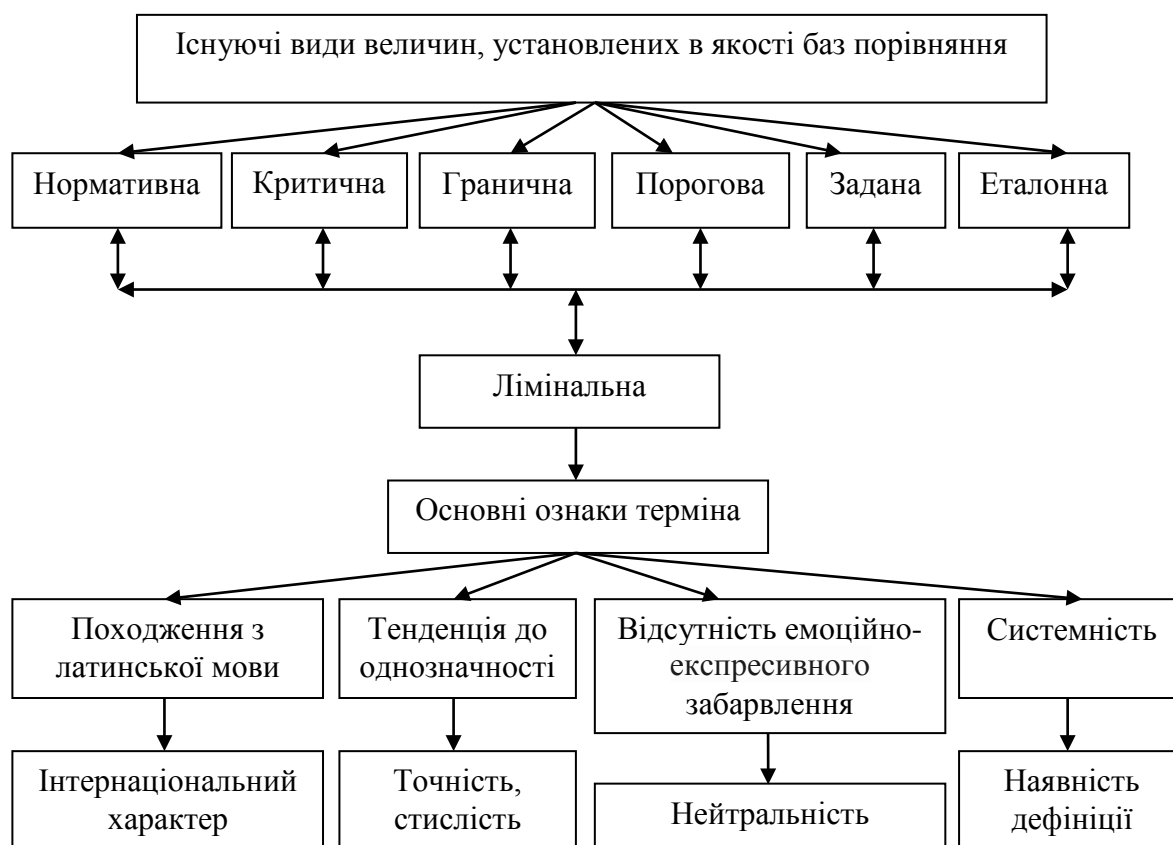 Існуючі види величин, установлених в якості баз порівняння
Нормативна
Критична
Гранична
Порогова
Задана
Еталонна
Лімінальна
Основні ознаки терміна
Походження з
латинської мови
Тенденція до
однозначності
Відсутність емоційно-
експресивного
забарвлення
Системність
Інтернаціональний
характер
Точність,
стислість
Нейтральність
Наявність
дефініції